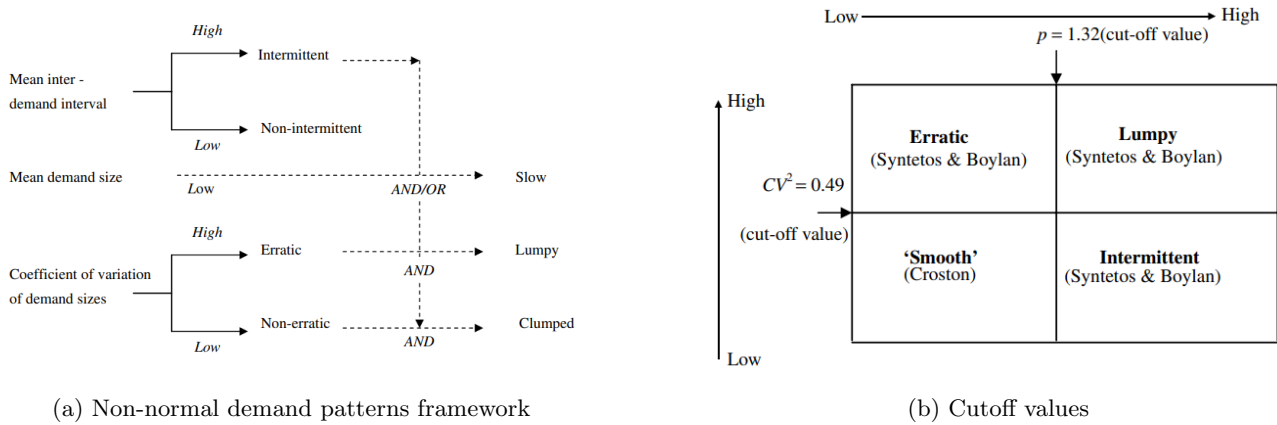 High
Intermittent
Mean inter -
demand interval
Non-intermittent
Low
Mean demand size
Low
AND/OR
Slow
High
Erratic
Lumpy
AND
Coefficient of variation
of demand sizes
Non-erratic
Clumped
Low
AND
(a) Non-normal demand patterns framework
Low
High
p = 1.32(cut-off value)
High
Erratic
(Syntetos & Boylan)
Lumpy
(Syntetos & Boylan)
CV² = 0.49
(cut-off value)
‘Smooth’
(Croston)
Intermittent
(Syntetos & Boylan)
Low
(b) Cutoff values